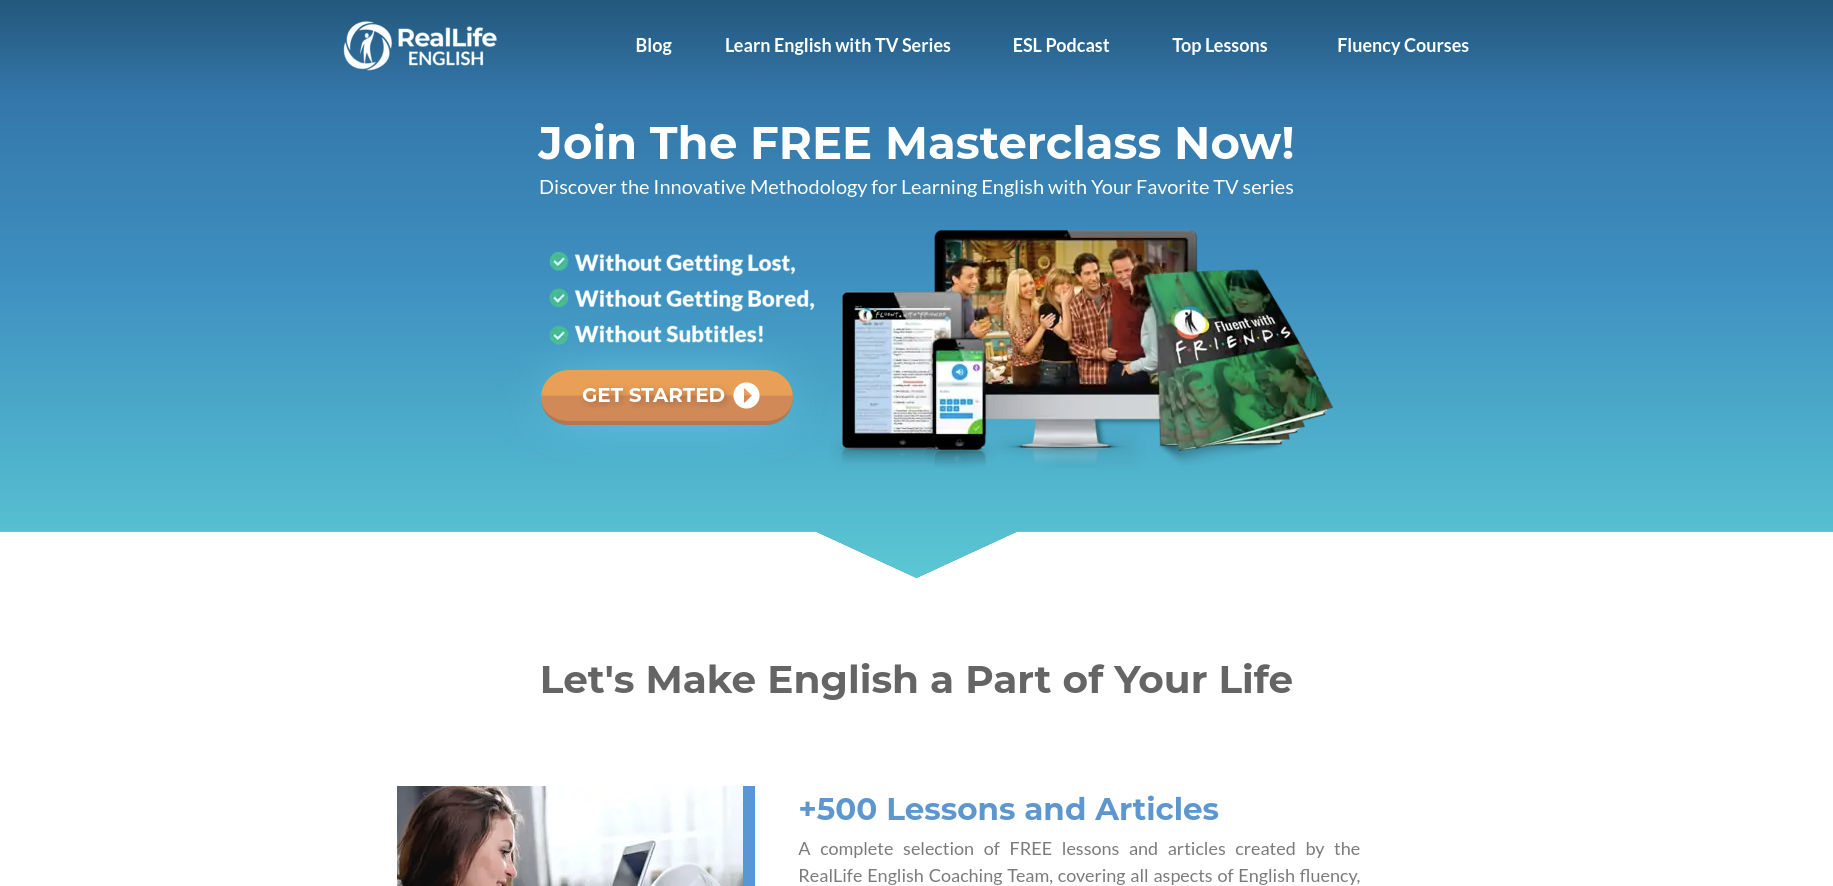 RealLife
ENGLISH
Blog
Learn English with TV Series
ESL Podcast
Top Lessons
Fluency Courses
Join The FREE Masterclass Now!
Discover the Innovative Methodology for Learning English with Your Favorite TV series
Without Getting Lost,
Without Getting Bored,
Without Subtitles!
GET STARTED
Fluent with
F·R·I·E·N·D·S
Let's Make English a Part of Your Life
+500 Lessons and Articles
A complete selection of FREE lessons and articles created by the
RealLife English Coaching Team, covering all aspects of English fluency,